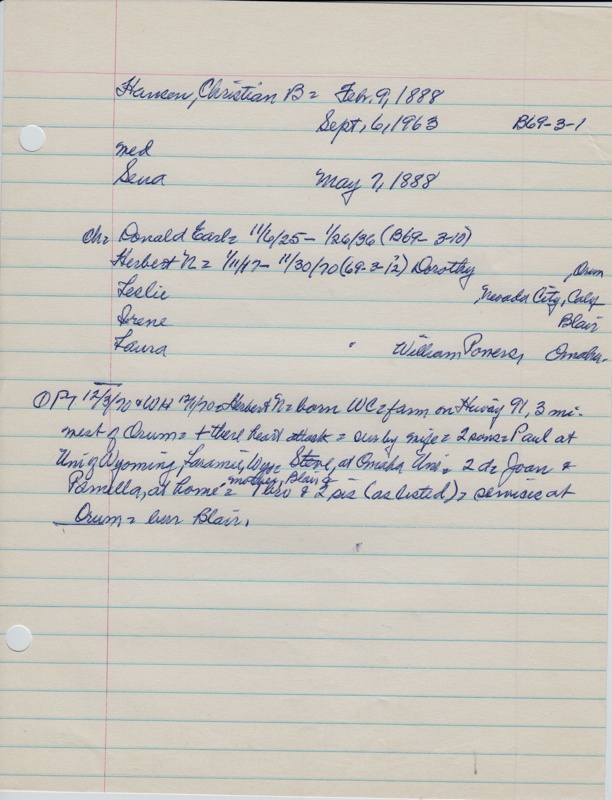 Hansen, Christian B = Feb. 9, 1888
Sept. 6, 1963 B69-3-1
med
Sena May 7, 1888
ch = Donald Earl = 11/6/25 - 1/26/36 (B69-3-10)
Herbert N = 1/11/17 - 11/30/70 (69-3-12) Dorothy Orum
Leslie Nevada City, Calif
Irene Blair
Laura William Powers, Omaha
OP, 12/3/70 & WH 12/1/70 = Herbert N = born WC = farm on Hiway 91, 3 mi.
west of Orum = + there heart attack = sur by wife = 2 sons = Paul at
Uni of Wyoming, Laramie, Wyo = Steve, at Omaha Uni = 2 d = Joan &
Pamella, at home = mother, Blair & 1 bro & 2 sis (as listed) = services at
Orum = bur Blair.